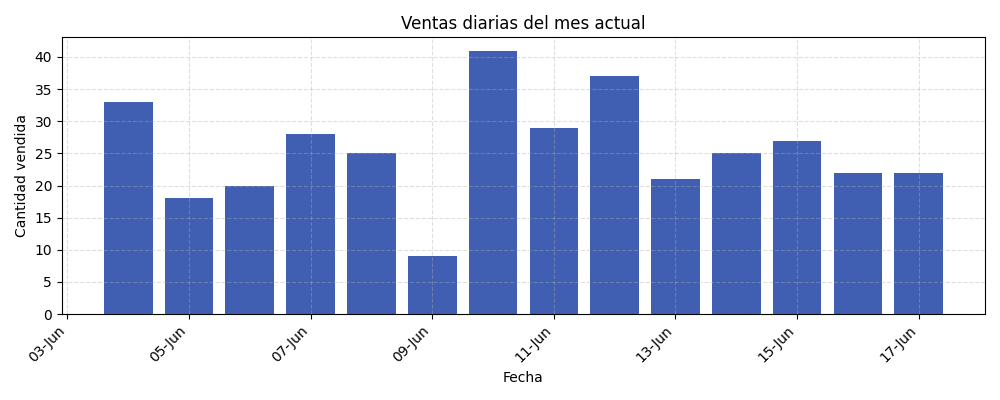 Ventas diarias del mes actual
Cantidad vendida
40
35
30
25
20
15
10
5
0
03-Jun
05-Jun
07-Jun
09-Jun
11-Jun
13-Jun
15-Jun
17-Jun
Fecha